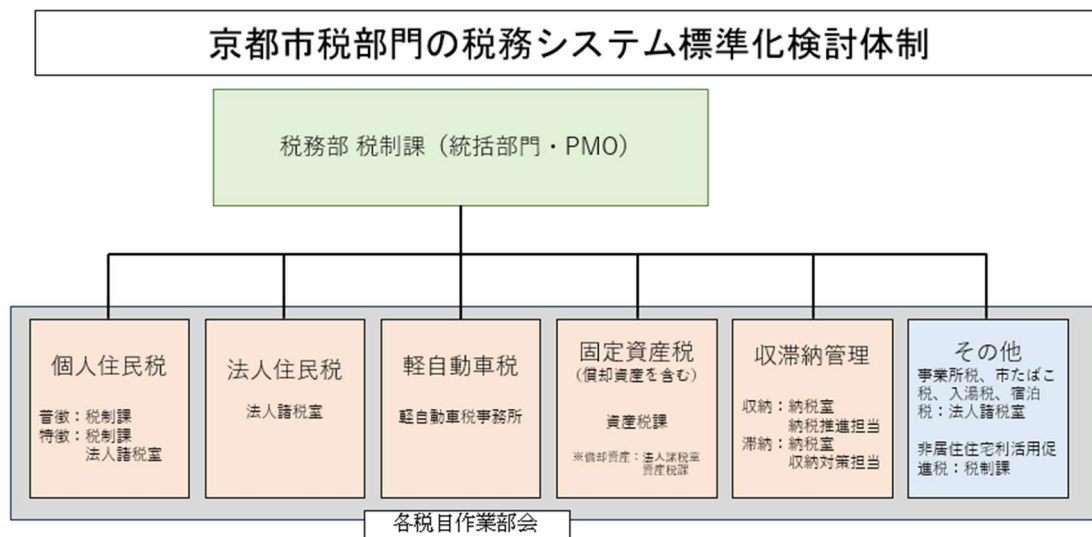 京都市税部門の税務システム標準化検討体制
税務部 税制課（統括部門・PMO）
個人住民税
普徴：税制課
特徴：税制課
法人諸税室
法人住民税
法人諸税室
軽自動車税
軽自動車税事務所
固定資産税
(償却資産を含む)
資産税課
※償却資産：法人諸税室
資産税課
収滞納管理
収納：納税室
納税推進担当
滞納：納税室
収納対策担当
その他
事業所税、市たばこ
税、入湯税、宿泊
税：法人諸税室
非居住住宅利活用促
進税：税制課
各税目作業部会